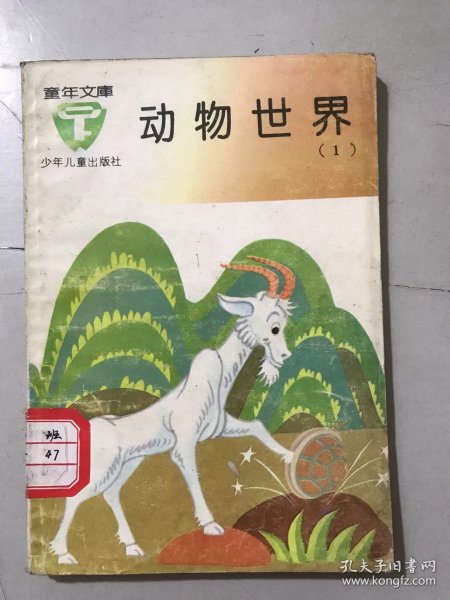 童年文庫
动物世界
(1)
少年儿童出版社
班
47
孔夫子旧书网
www.kongfz.com